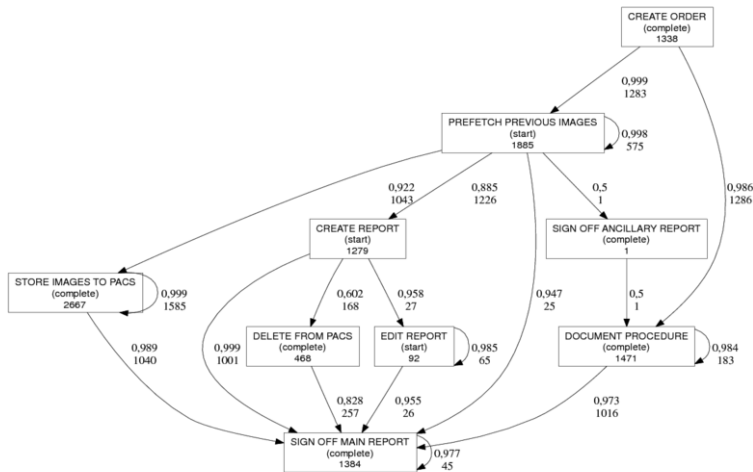 CREATE ORDER
(complete)
1338
0,999
1283
PREFETCH PREVIOUS IMAGES
(start)
1885
0,998
575
0,986
1286
0,922
1043
0,885
1226
0,5
1
CREATE REPORT
(start)
1279
SIGN OFF ANCILLARY REPORT
(complete)
1
STORE IMAGES TO PACS
(complete)
2667
0,999
1585
0,602
168
0,958
27
0,947
25
0,5
1
DELETE FROM PACS
(complete)
468
EDIT REPORT
(start)
92
0,985
65
DOCUMENT PROCEDURE
(complete)
1471
0,984
183
0,989
1040
0,999
1001
0,828
257
0,955
26
0,973
1016
SIGN OFF MAIN REPORT
(complete)
1384
0,977
45